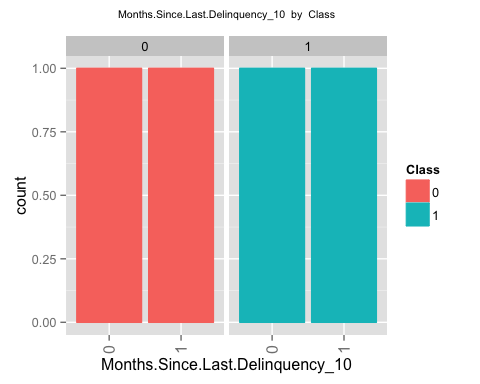 Months.Since.Last.Delinquency_10 by Class
0 1
1.00
0.75
0.50
0.25
0.00
count
0 1 0 1
Months.Since.Last.Delinquency_10
Class
0
1